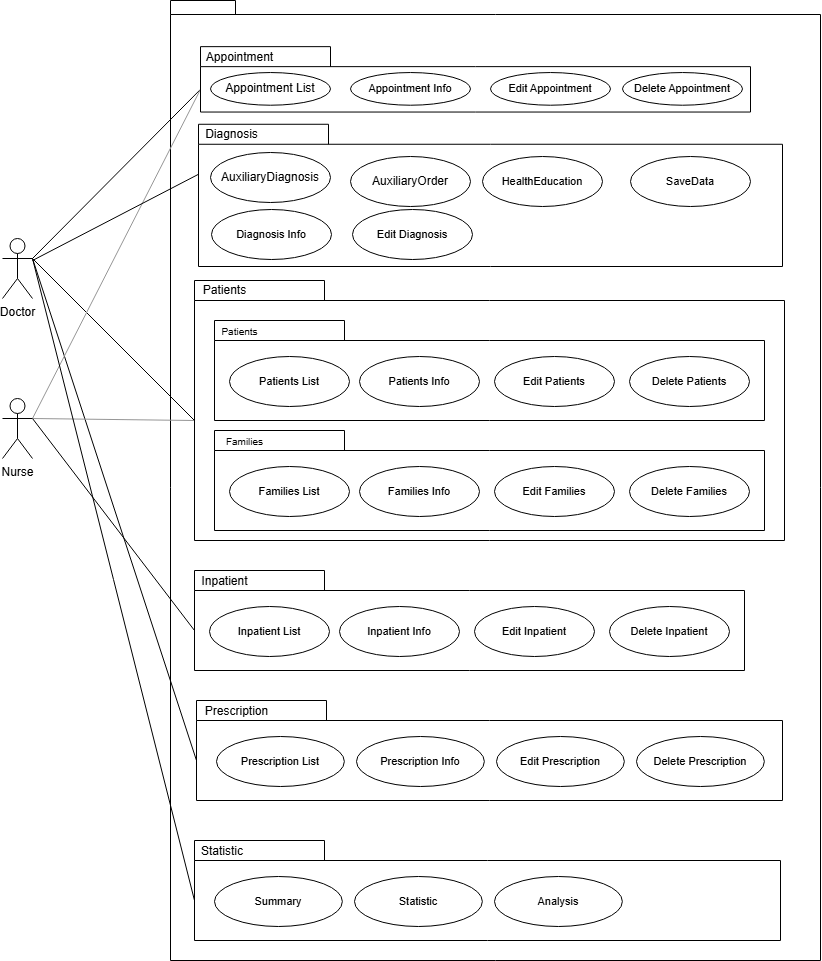 Appointment
Appointment List
Appointment Info
Edit Appointment
Delete Appointment
Diagnosis
AuxiliaryDiagnosis
AuxiliaryOrder
HealthEducation
SaveData
Diagnosis Info
Edit Diagnosis
Doctor
Patients
Patients
Patients List
Patients Info
Edit Patients
Delete Patients
Nurse
Families
Families List
Families Info
Edit Families
Delete Families
Inpatient
Inpatient List
Inpatient Info
Edit Inpatient
Delete Inpatient
Prescription
Prescription List
Prescription Info
Edit Prescription
Delete Prescription
Statistic
Summary
Statistic
Analysis